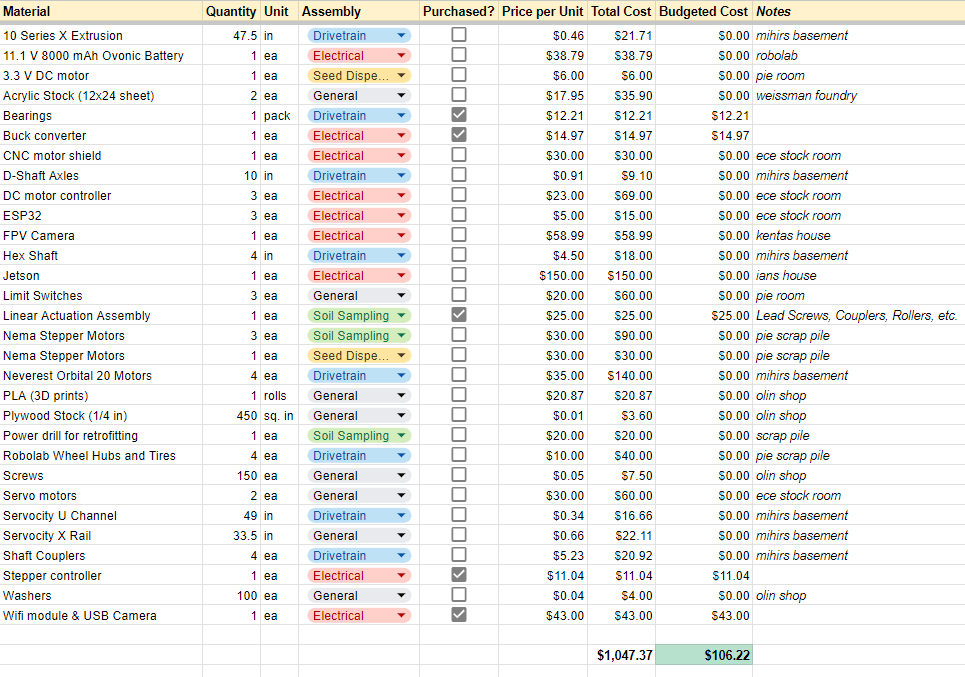 Material Quantity Unit Assembly Purchased? Price per Unit Total Cost Budgeted Cost Notes
10 Series X Extrusion 47.5 in Drivetrain $0.46 $21.71 $0.00 mihirs basement
11.1 V 8000 mAh Ovonic Battery 1 ea Electrical $38.79 $38.79 $0.00 robolab
3.3 V DC motor 1 ea Seed Dispe... $6.00 $6.00 $0.00 pie room
Acrylic Stock (12x24 sheet) 2 ea General $17.95 $35.90 $0.00 weissman foundry
Bearings 1 pack Drivetrain $12.21 $12.21 $12.21
Buck converter 1 ea Electrical $14.97 $14.97 $14.97
CNC motor shield 1 ea Electrical $30.00 $30.00 $0.00 ece stock room
D-Shaft Axles 10 in Drivetrain $0.91 $9.10 $0.00 mihirs basement
DC motor controller 3 ea Electrical $23.00 $69.00 $0.00 ece stock room
ESP32 3 ea Electrical $5.00 $15.00 $0.00 ece stock room
FPV Camera 1 ea Electrical $58.99 $58.99 $0.00 kentas house
Hex Shaft 4 in Drivetrain $4.50 $18.00 $0.00 mihirs basement
Jetson 1 ea Electrical $150.00 $150.00 $0.00 ians house
Limit Switches 3 ea General $20.00 $60.00 $0.00 pie room
Linear Actuation Assembly 1 ea Soil Sampling $25.00 $25.00 $25.00 Lead Screws, Couplers, Rollers, etc.
Nema Stepper Motors 3 ea Soil Sampling $30.00 $90.00 $0.00 pie scrap pile
Nema Stepper Motors 1 ea Seed Dispe... $30.00 $30.00 $0.00 pie scrap pile
Neverest Orbital 20 Motors 4 ea Drivetrain $35.00 $140.00 $0.00 mihirs basement
PLA (3D prints) 1 rolls General $20.87 $20.87 $0.00 olin shop
Plywood Stock (1/4 in) 450 sq. in General $0.01 $3.60 $0.00 olin shop
Power drill for retrofitting 1 ea Soil Sampling $20.00 $20.00 $0.00 scrap pile
Robolab Wheel Hubs and Tires 4 ea Drivetrain $10.00 $40.00 $0.00 pie scrap pile
Screws 150 ea General $0.05 $7.50 $0.00 olin shop
Servo motors 2 ea General $30.00 $60.00 $0.00 ece stock room
Servocity U Channel 49 in Drivetrain $0.34 $16.66 $0.00 mihirs basement
Servocity X Rail 33.5 in General $0.66 $22.11 $0.00 mihirs basement
Shaft Couplers 4 ea Drivetrain $5.23 $20.92 $0.00 mihirs basement
Stepper controller 1 ea Electrical $11.04 $11.04 $11.04
Washers 100 ea General $0.04 $4.00 $0.00 olin shop
Wifi module & USB Camera 1 ea Electrical $43.00 $43.00 $43.00
$1,047.37 $106.22